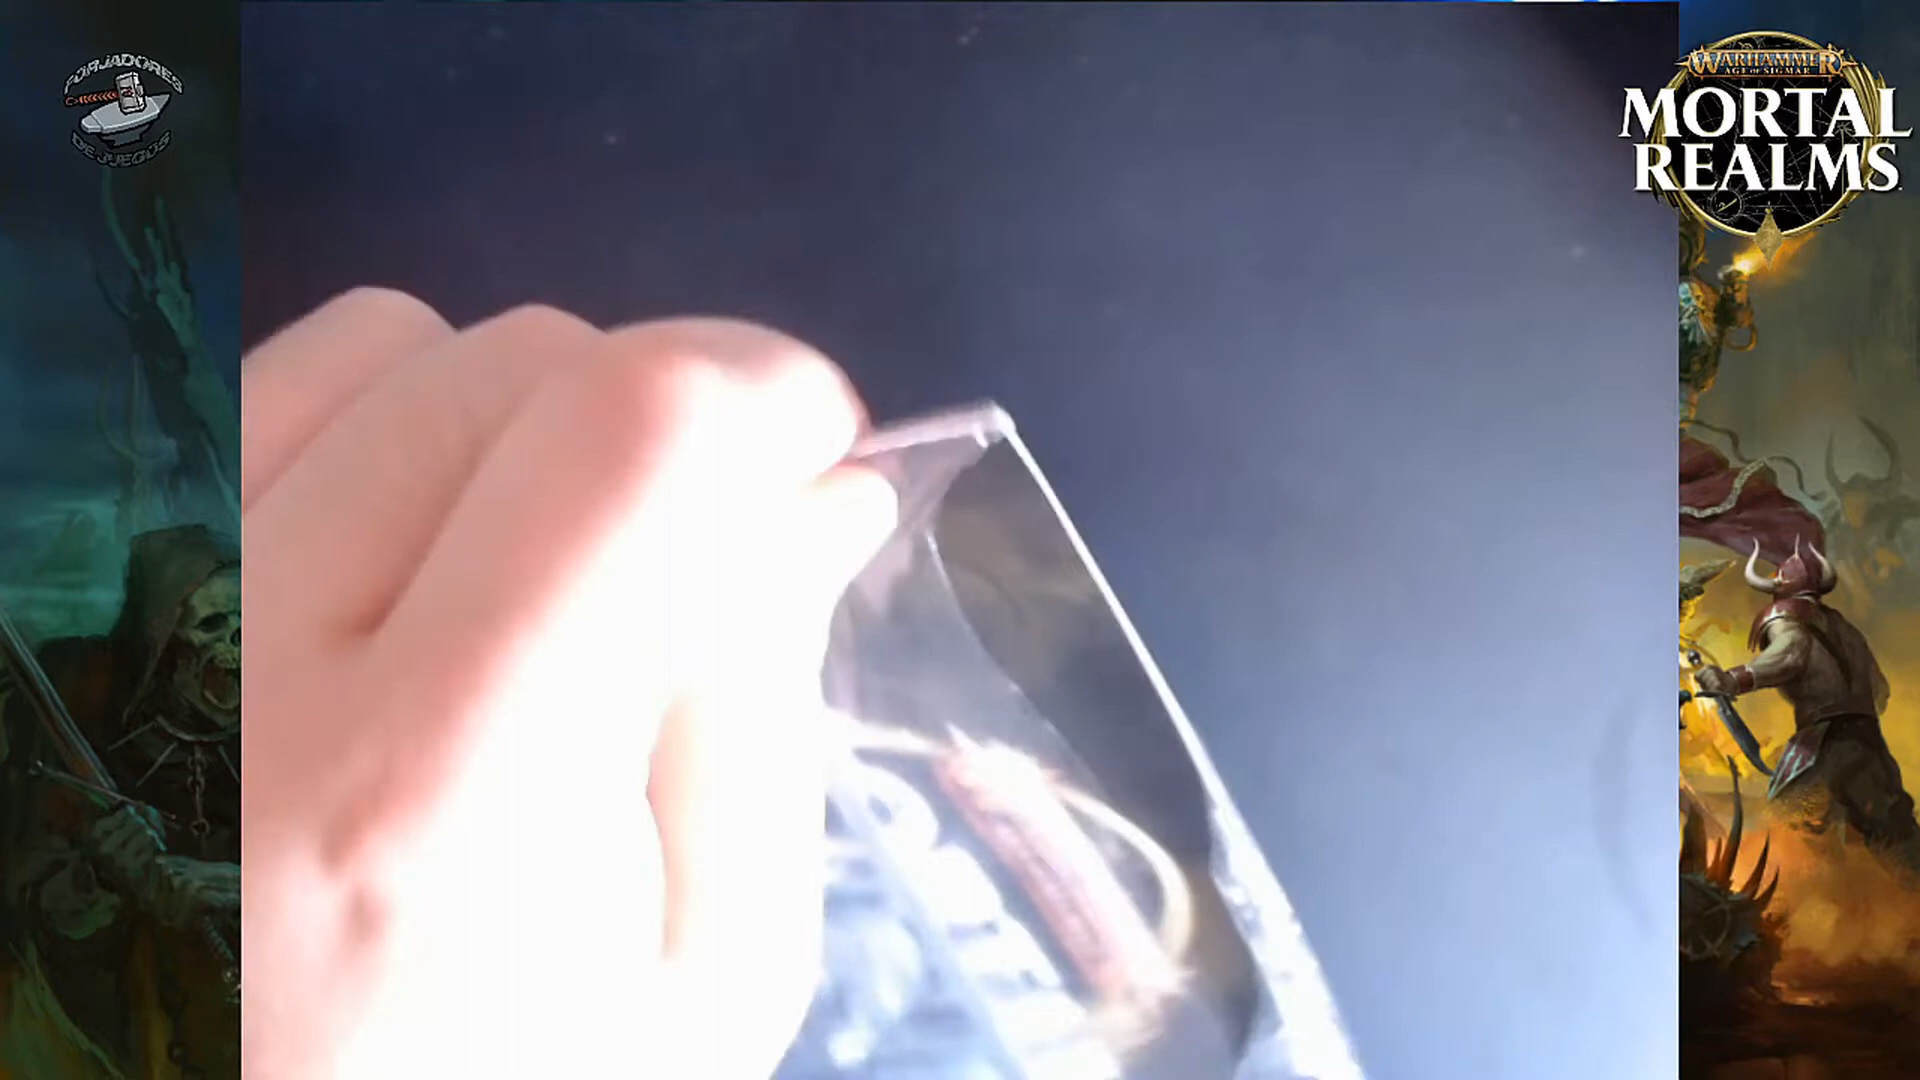 FORJADORES
DE JUEGOS
WARHAMMER
AGE OF SIGMAR
MORTAL
REALMS